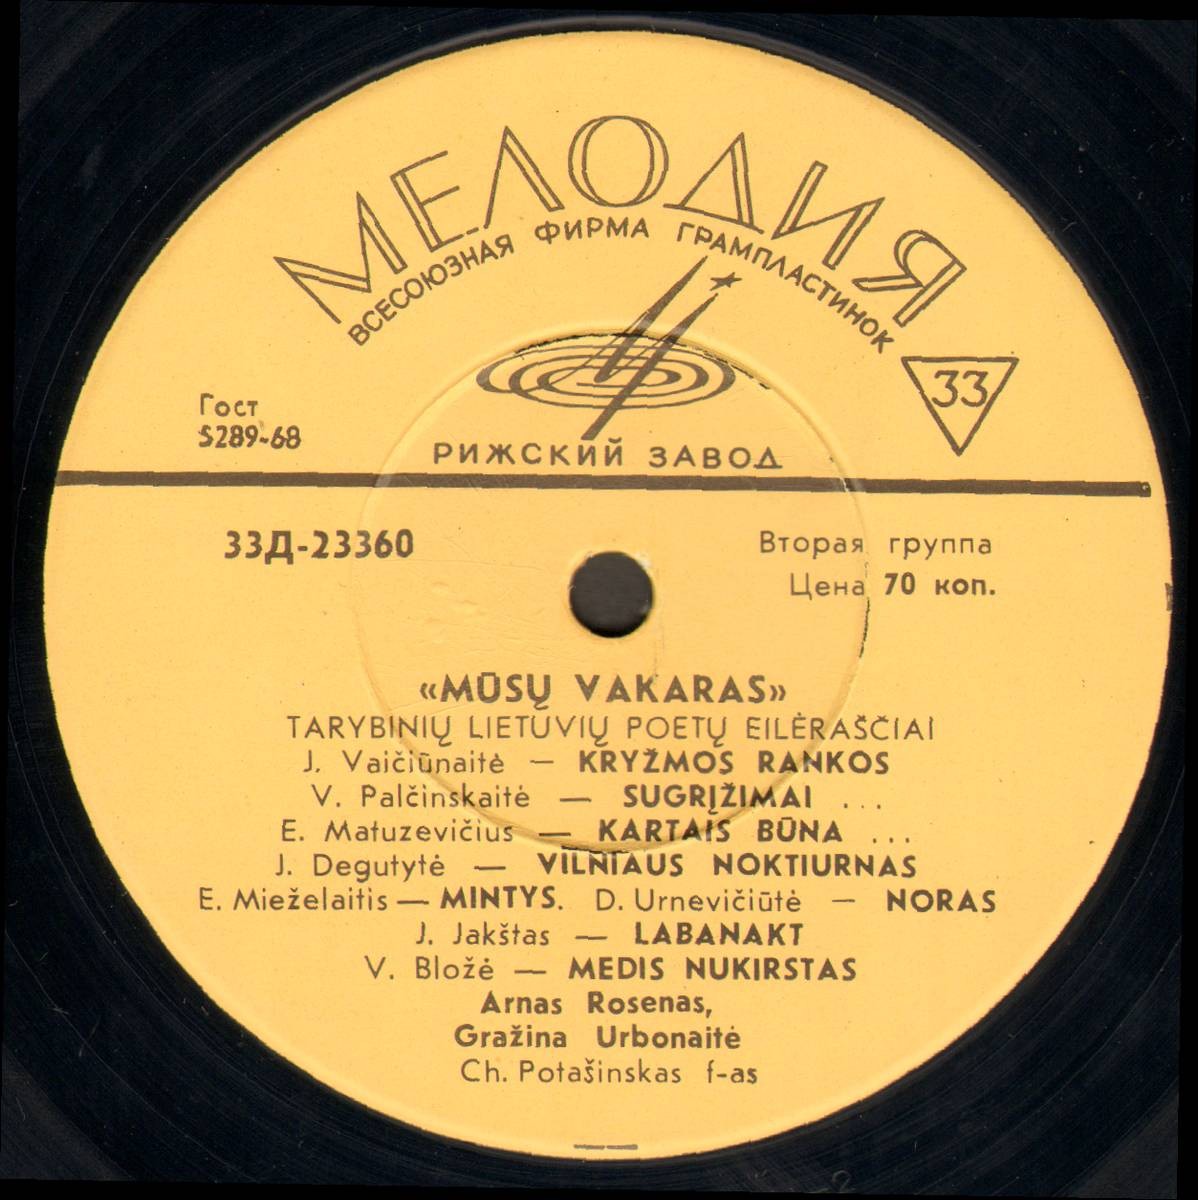 МЕЛОДИЯ
ВСЕСОЮЗНАЯ ФИРМА ГРАМПЛАСТИНОК
33
Гост
5289-68
РИЖСКИЙ ЗАВОД
33Д-23360
Вторая группа
Цена 70 коп.
«MŪSŲ VAKARAS»
TARYBINIŲ LIETUVIŲ POETŲ EILĖRAŠČIAI
J. Vaičiūnaitė — KRYŽMOS RANKOS
V. Palčinskaitė — SUGRĮŽIMAI ...
E. Matuzevičius — KARTAIS BŪNA ...
J. Degutytė — VILNIAUS NOKTIURNAS
E. Mieželaitis — MINTYS. D. Urnevičiūtė — NORAS
J. Jakštas — LABANAKT
V. Bložė — MEDIS NUKIRSTAS
Arnas Rosenas,
Gražina Urbonaitė
Ch. Potašinskas f-as